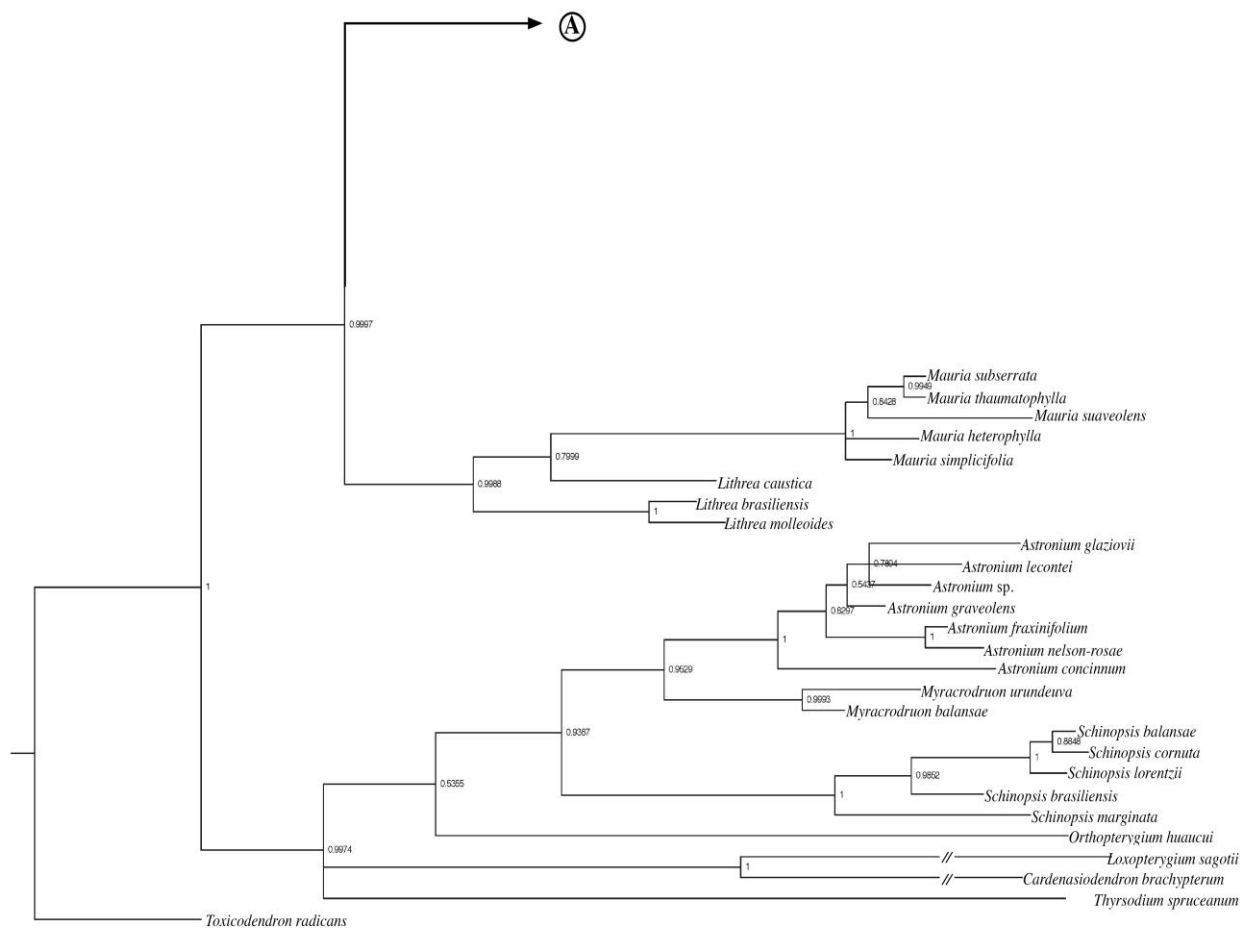 A
0.9997
Mauria subserrata
0.9949
Mauria thaumatophylla
0.5428
Mauria suaveolens
1
Mauria heterophylla
0.7999
Mauria simplicifolia
0.9988
Lithrea caustica
Lithrea brasiliensis
1
Lithrea molleoides
Astronium glaziovii
0.7804
Astronium lecontei
0.5437
Astronium sp.
1
0.8297
Astronium graveolens
Astronium fraxinifolium
1
1
Astronium nelson-rosae
0.9529
Astronium concinnum
Myracrodruon urundeuva
0.9993
Myracrodruon balansae
0.9367
Schinopsis balansae
0.8648
Schinopsis cornuta
1
Schinopsis lorentzii
0.9852
0.5355
Schinopsis brasiliensis
1
Schinopsis marginata
Orthopterygium huaucui
0.9974
Loxopterygium sagotii
1
Cardenasiodendron brachypterum
Thyrsodium spruceanum
Toxicodendron radicans